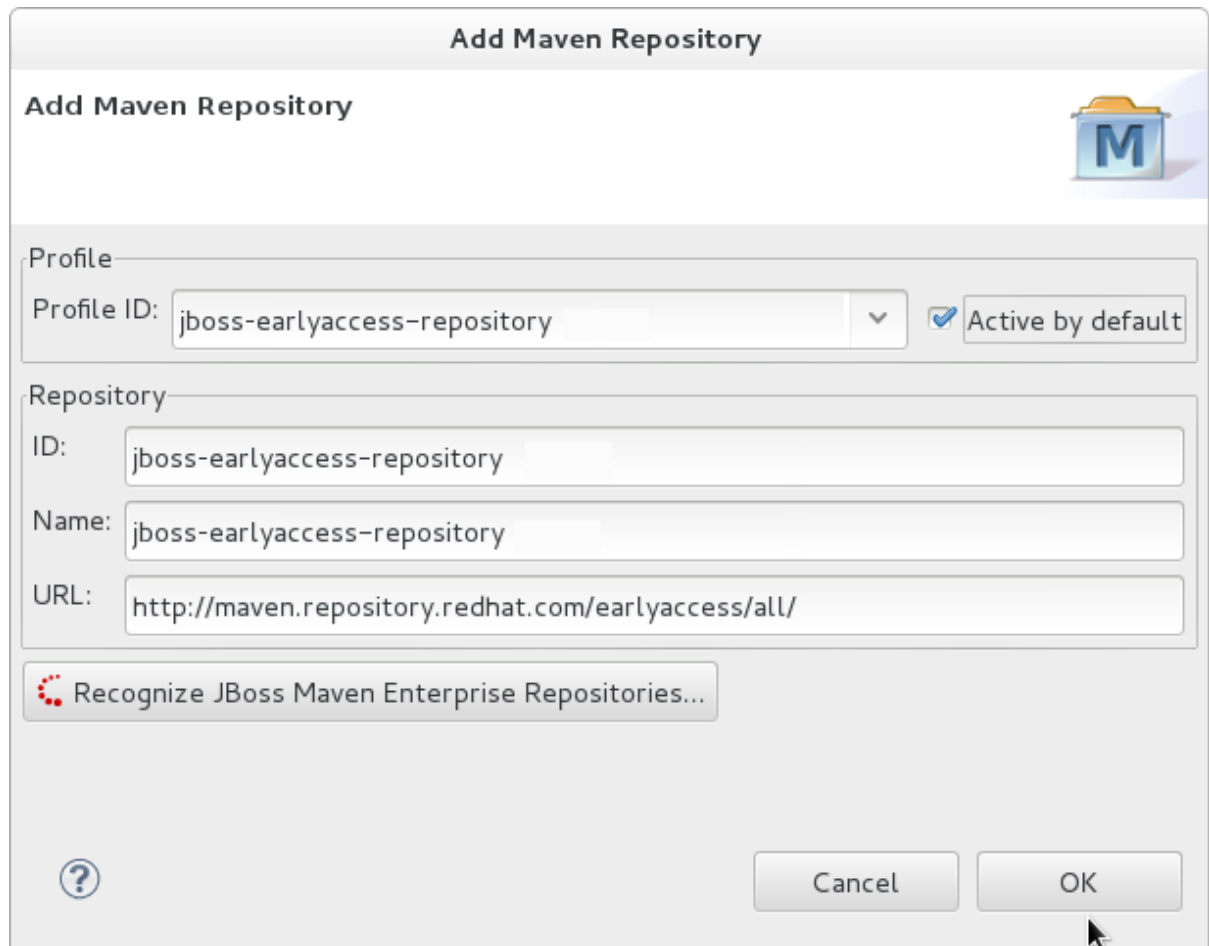 Add Maven Repository
Add Maven Repository
M
Profile
Profile ID: jboss-earlyaccess-repository Active by default
Repository
ID: jboss-earlyaccess-repository
Name: jboss-earlyaccess-repository
URL: http://maven.repository.redhat.com/earlyaccess/all/
Recognize JBoss Maven Enterprise Repositories...
? Cancel OK